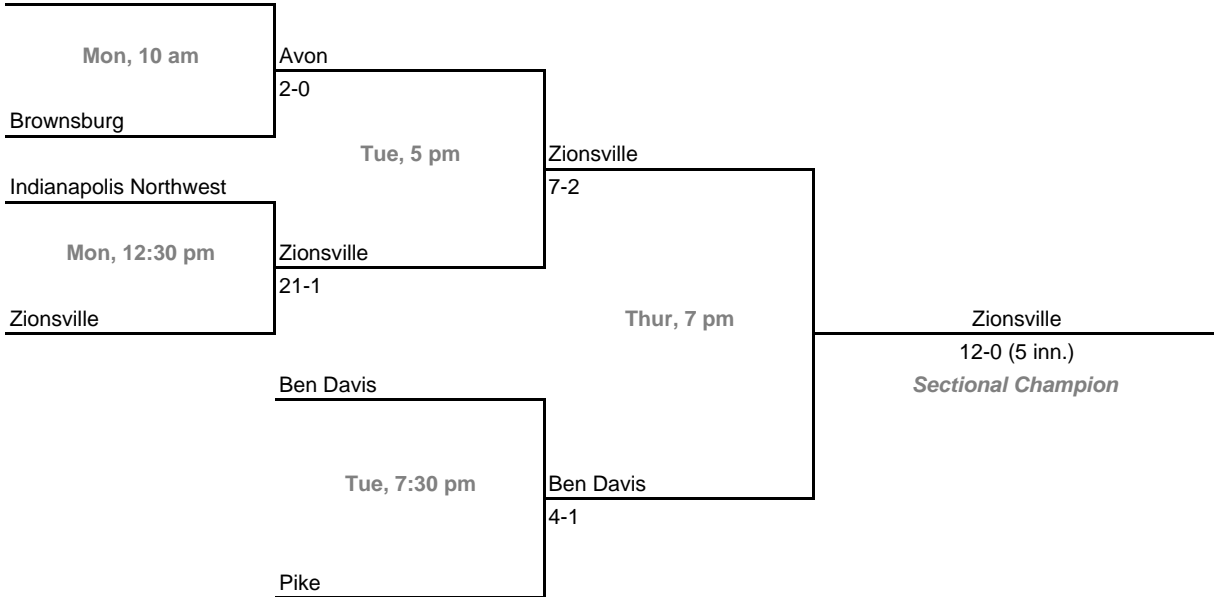 Mon, 10 am
Avon
2-0
Brownsburg
Tue, 5 pm
Zionsville
7-2
Indianapolis Northwest
Mon, 12:30 pm
Zionsville
21-1
Zionsville
Thur, 7 pm
Zionsville
12-0 (5 inn.)
Sectional Champion
Ben Davis
Tue, 7:30 pm
Ben Davis
4-1
Pike